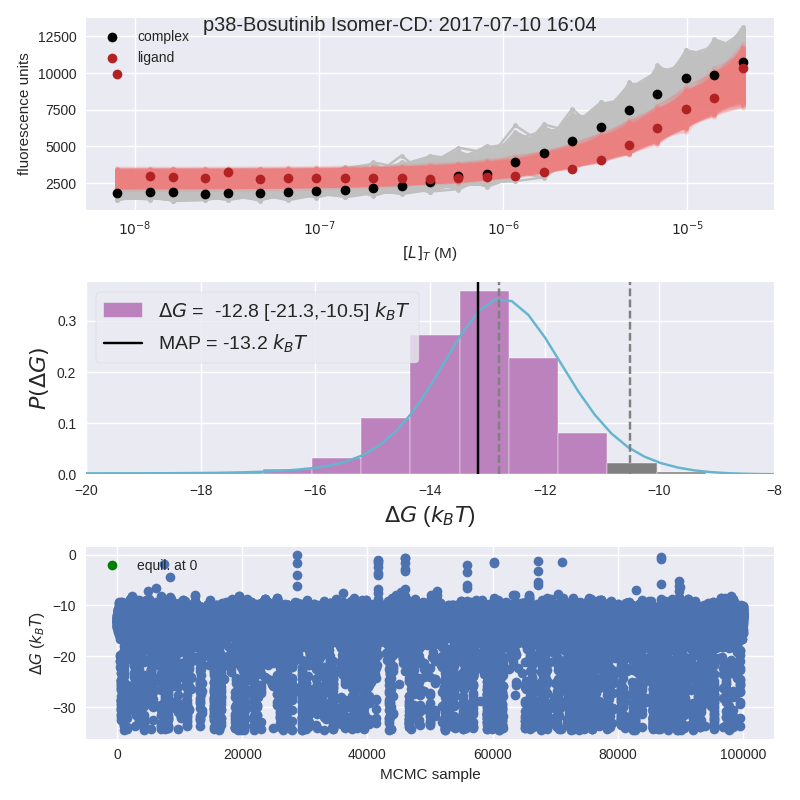 p38-Bosutinib Isomer-CD: 2017-07-10 16:04
complex
ligand
fluorescence units
12500
10000
7500
5000
2500
10⁻⁸ 10⁻⁷ 10⁻⁶ 10⁻⁵
[L]_T (M)
ΔG = -12.8 [-21.3,-10.5] k_BT
MAP = -13.2 k_BT
P(ΔG)
0.3
0.2
0.1
0.0
−20 −18 −16 −14 −12 −10 −8
ΔG (k_BT)
equil. at 0
ΔG (k_BT)
0
−10
−20
−30
0 20000 40000 60000 80000 100000
MCMC sample